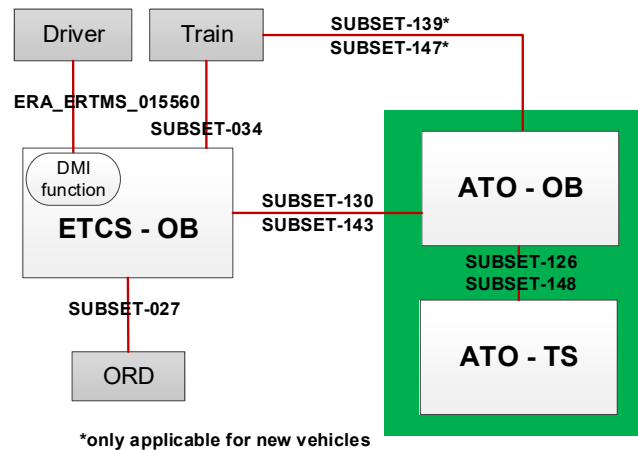 Driver
Train
SUBSET-139*
SUBSET-147*
ERA_ERTMS_015560
SUBSET-034
DMI
function
ETCS - OB
SUBSET-130
SUBSET-143
ATO - OB
SUBSET-126
SUBSET-148
SUBSET-027
ATO - TS
ORD
*only applicable for new vehicles